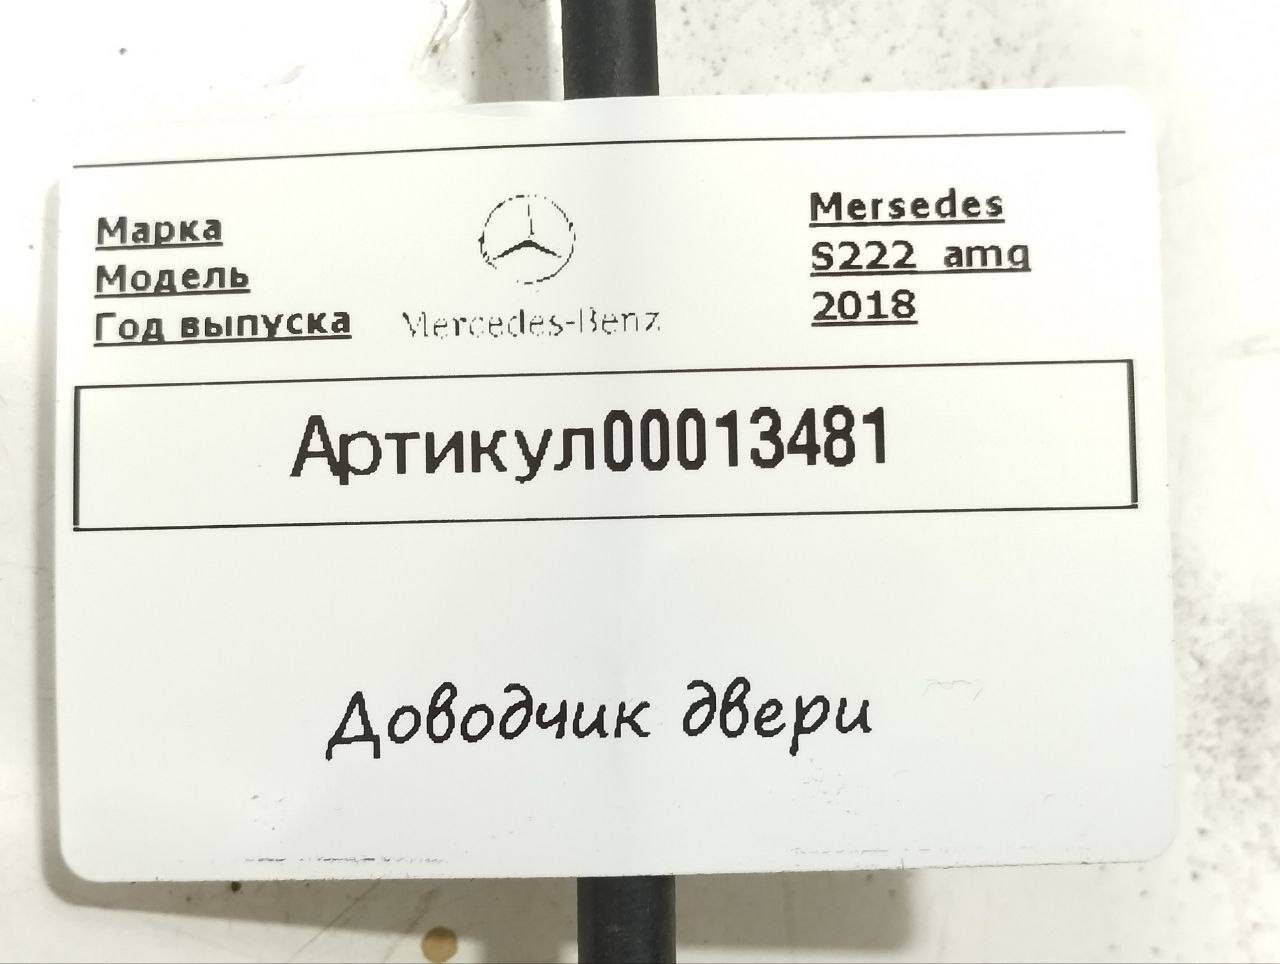 Марка
Mersedes
Модель
S222 amg
Год выпуска
2018
Mercedes-Benz
Артикул00013481
Доводчик двери